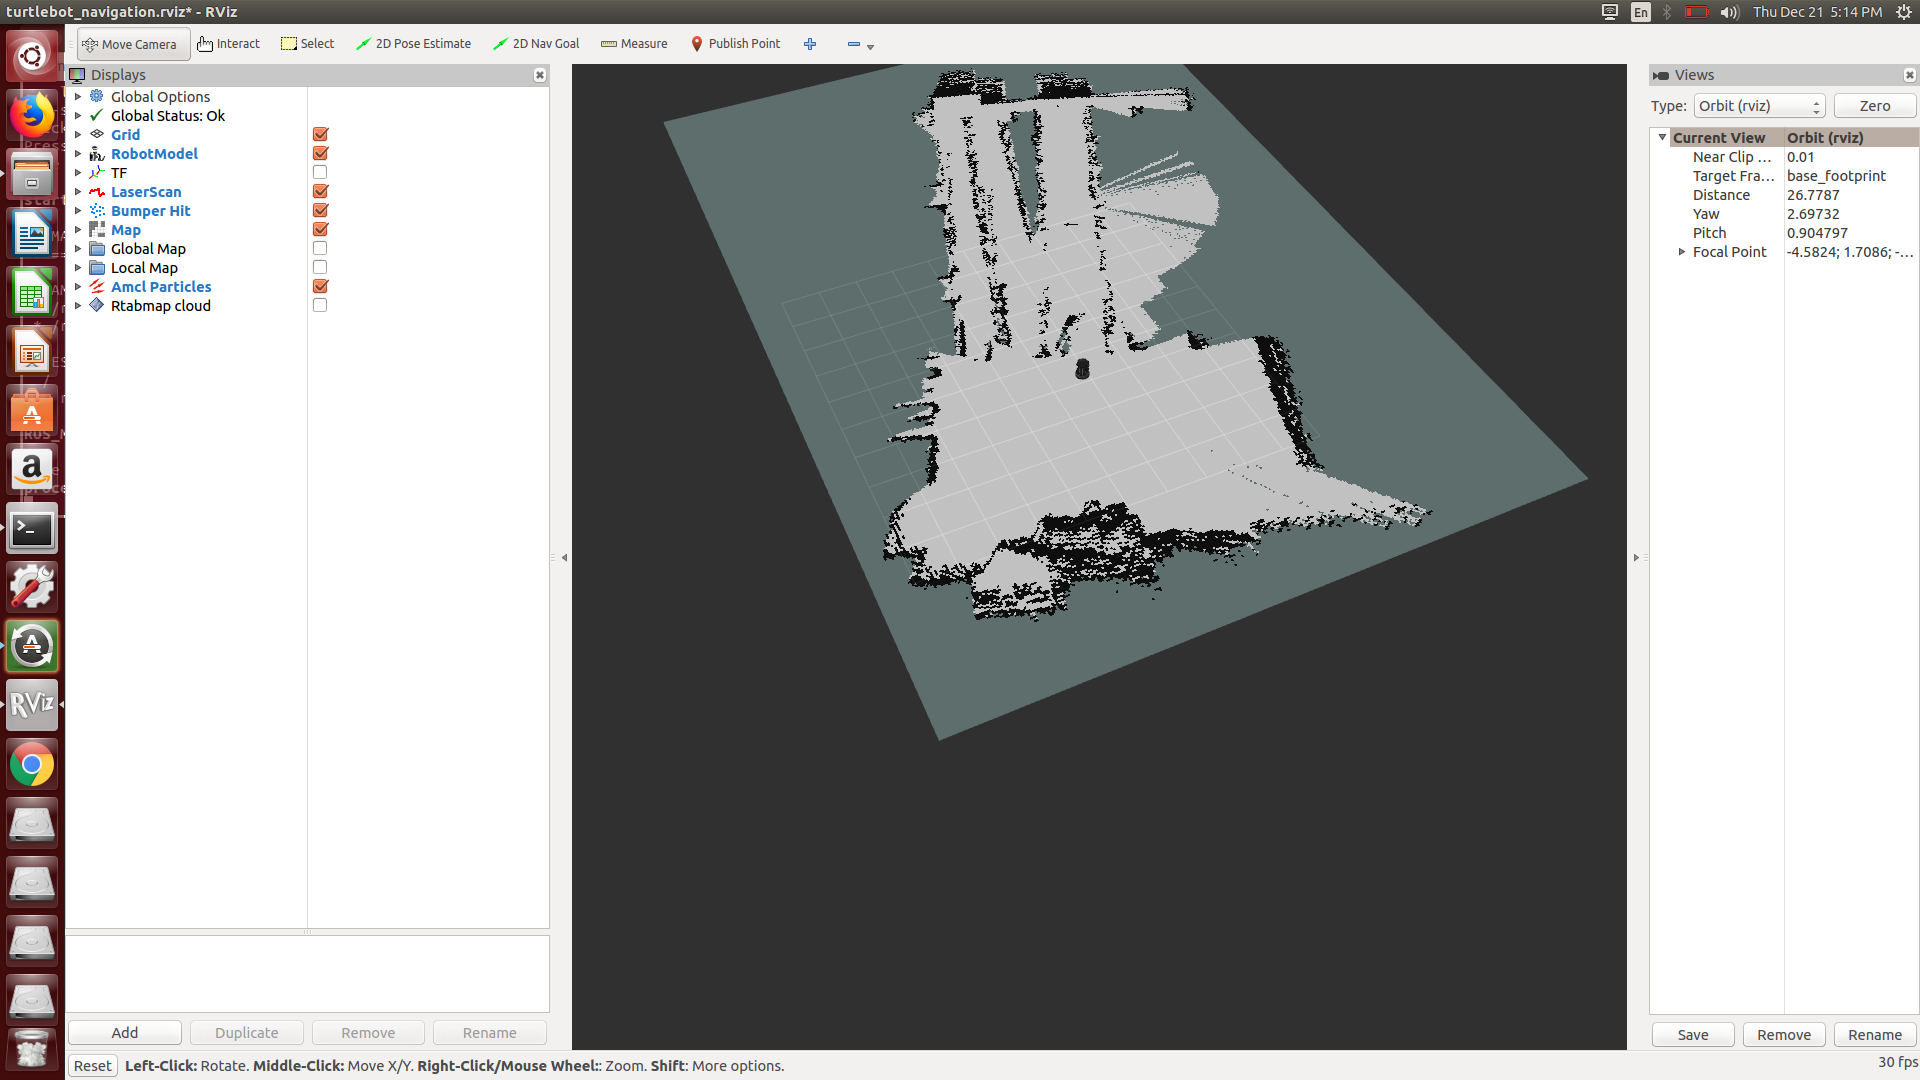 turtlebot_navigation.rviz* - RViz
En
Thu Dec 21 5:14 PM
Move Camera
Interact
Select
2D Pose Estimate
2D Nav Goal
Measure
Publish Point
Displays
Global Options
Global Status: Ok
Grid
RobotModel
TF
LaserScan
Bumper Hit
Map
Global Map
Local Map
Amcl Particles
Rtabmap cloud
Add
Duplicate
Remove
Rename
Views
Type: Orbit (rviz)
Zero
Current View Orbit (rviz)
Near Clip ... 0.01
Target Fra... base_footprint
Distance 26.7787
Yaw 2.69732
Pitch 0.904797
Focal Point -4.5824; 1.7086; -...
Save
Remove
Rename
RViz
Reset
Left-Click: Rotate. Middle-Click: Move X/Y. Right-Click/Mouse Wheel:: Zoom. Shift: More options.
30 fps